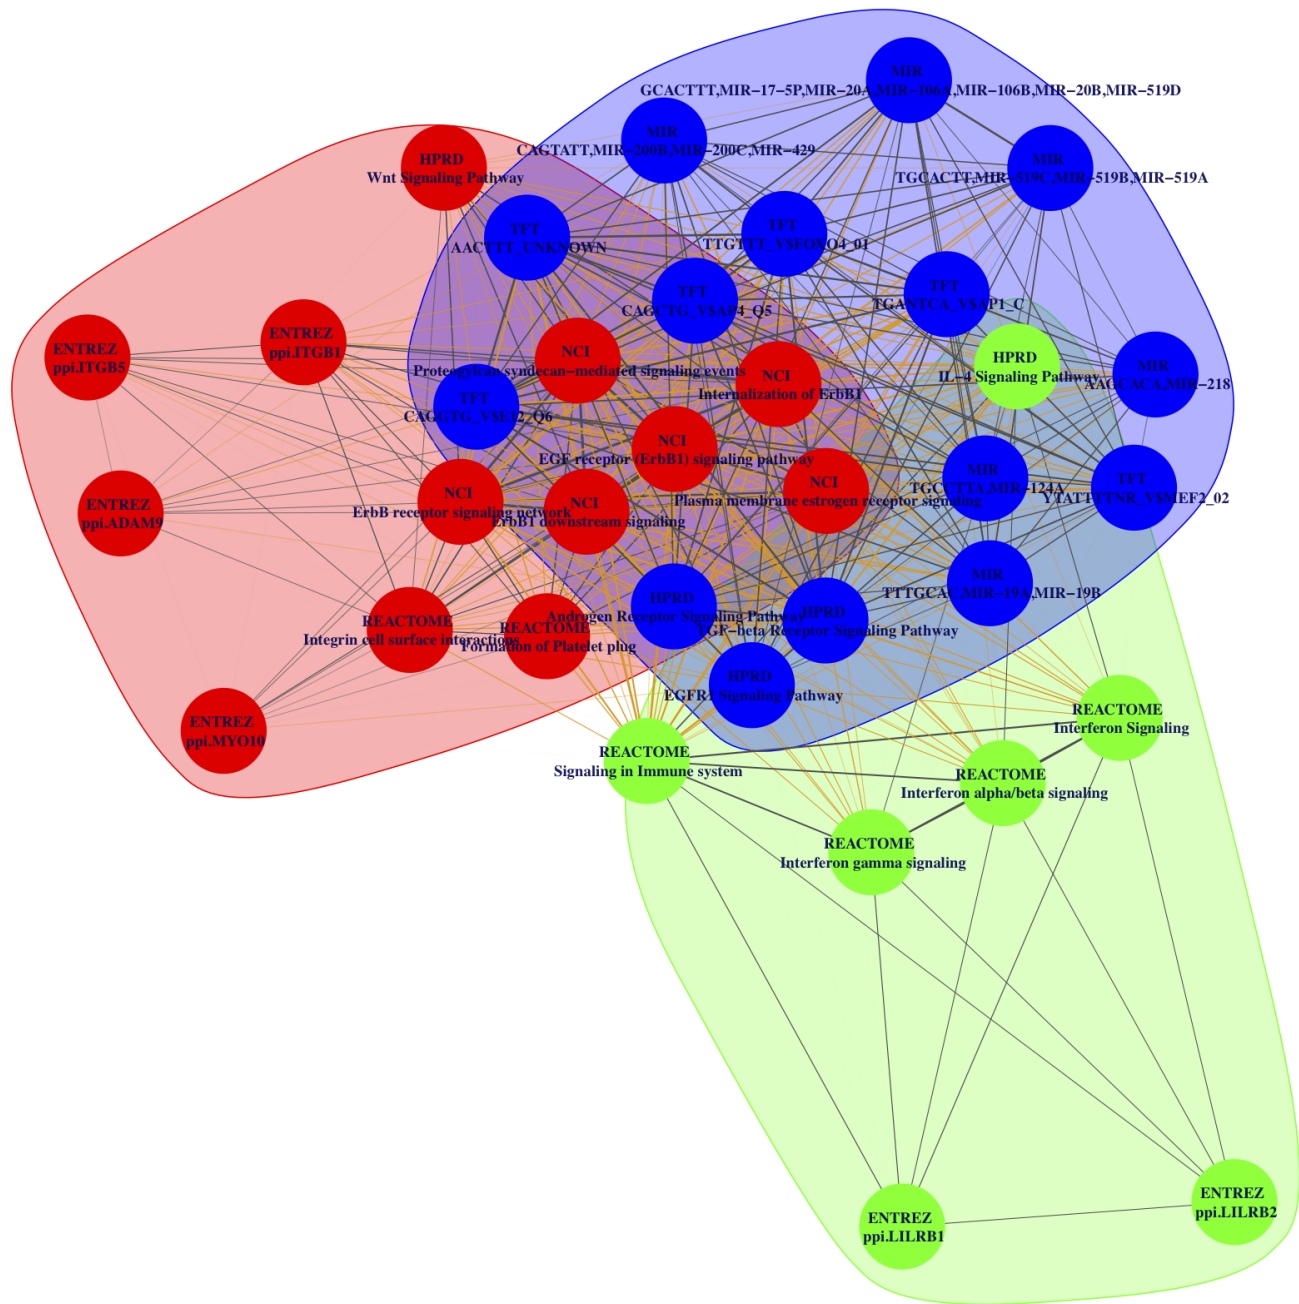 MIR
GCACTTT,MIR−17−5P,MIR−20A,MIR−106A,MIR−106B,MIR−20B,MIR−519D
MIR
CAGTATT,MIR−200B,MIR−200C,MIR−429
HPRD
Wnt Signaling Pathway
MIR
TGCACTT,MIR−519C,MIR−519B,MIR−519A
TFT
AACTTT_UNKNOWN
TFT
TTGTTT_V$FOXO4_01
TFT
CAGCTG_V$AP4_Q5
TFT
TGANTCA_V$AP1_C
ENTREZ
ppi.ITGB5
ENTREZ
ppi.ITGB1
NCI
Proteogylcan syndecan−mediated signaling events
NCI
Internalization of ErbB1
HPRD
IL−4 Signaling Pathway
MIR
AAGCACA,MIR−218
TFT
CAGGTG_V$E12_Q6
NCI
EGF receptor (ErbB1) signaling pathway
MIR
TGCCTTA,MIR−124A
TFT
YTATTTTNR_V$MEF2_02
NCI
Plasma membrane estrogen receptor signaling
NCI
ErbB receptor signaling network
NCI
ErbB1 downstream signaling
ENTREZ
ppi.ADAM9
MIR
TTTGCAC,MIR−19A,MIR−19B
HPRD
Androgen Receptor Signaling Pathway
HPRD
TGF−beta Receptor Signaling Pathway
REACTOME
Integrin cell surface interactions
REACTOME
Formation of Platelet plug
HPRD
EGFR1 Signaling Pathway
ENTREZ
ppi.MYO10
REACTOME
Interferon Signaling
REACTOME
Signaling in Immune system
REACTOME
Interferon alpha/beta signaling
REACTOME
Interferon gamma signaling
ENTREZ
ppi.LILRB2
ENTREZ
ppi.LILRB1